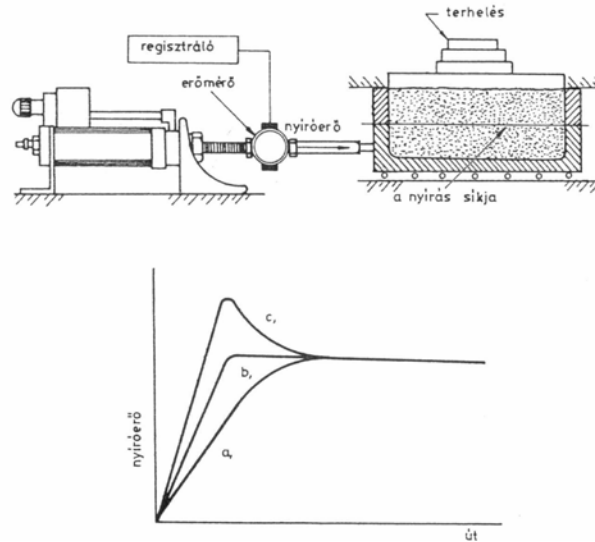 terhelés
regisztráló
erőmérő
nyíróerő
a nyírás síkja
c,
b,
a,
nyíróerő
út